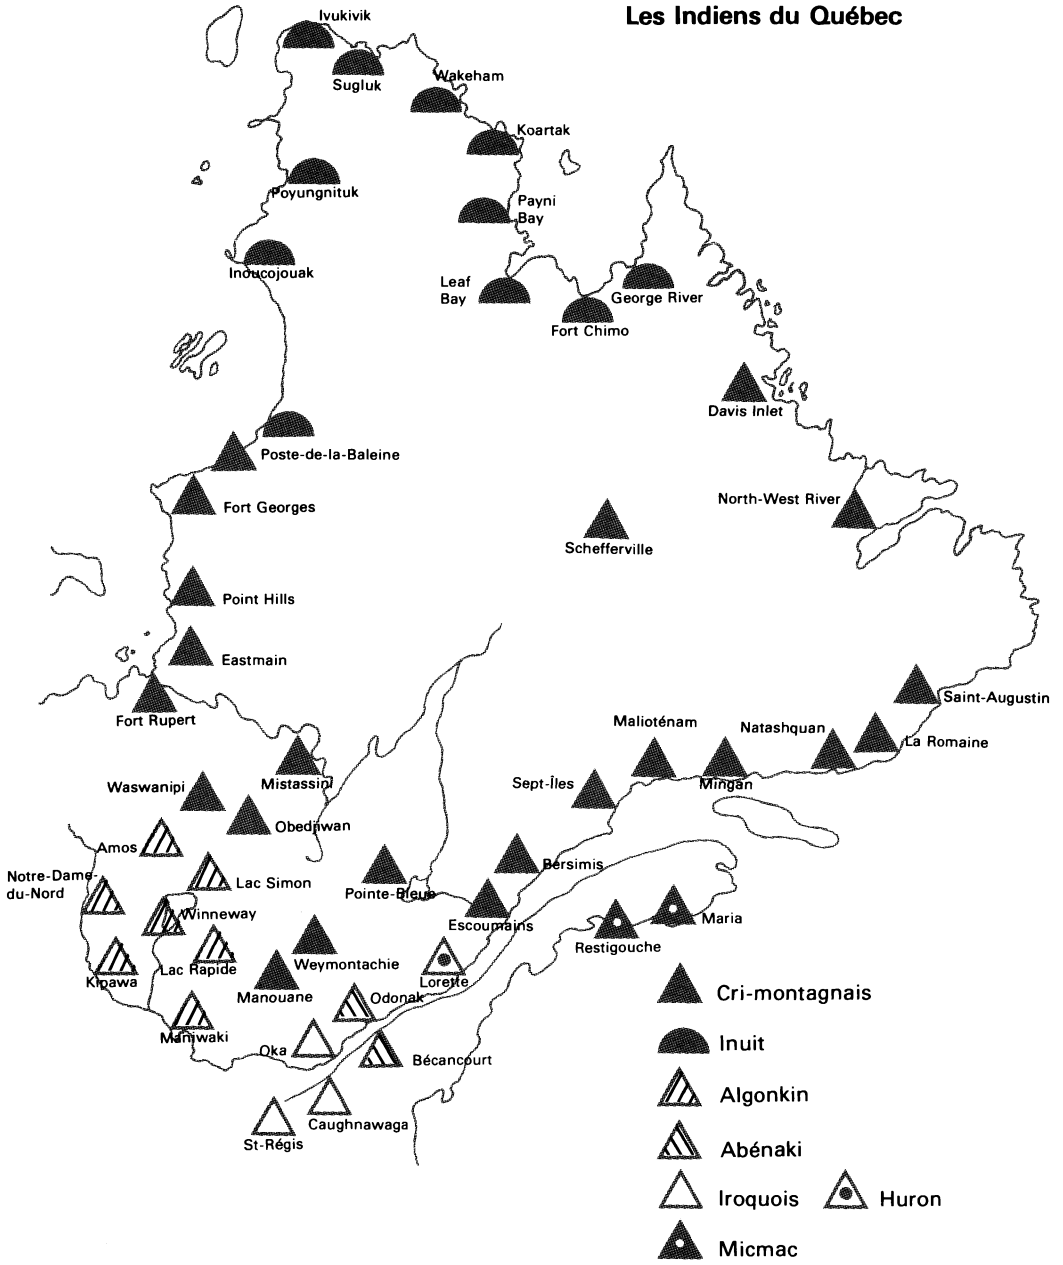 Les Indiens du Québec
Ivukivik
Sugluk
Wakeham
Koartak
Poyungnituk
Payni
Bay
Inoucojouak
Leaf
Bay
George River
Fort Chimo
Davis Inlet
Poste-de-la-Baleine
North-West River
Fort Georges
Schefferville
Point Hills
Eastmain
Saint-Augustin
Fort Rupert
Malioténam
Natashquan
La Romaine
Mistassini
Waswanipi
Sept-Îles
Mingan
Obedjiwan
Amos
Bersimis
Notre-Dame-
du-Nord
Lac Simon
Pointe-Bleue
Winneway
Escoumains
Maria
Restigouche
Kipawa
Lac Rapide
Weymontachie
Lorette
Manouane
Odonak
Maniwaki
Oka
Bécancourt
Caughnawaga
St-Régis
Cri-montagnais
Inuit
Algonkin
Abénaki
Iroquois
Huron
Micmac